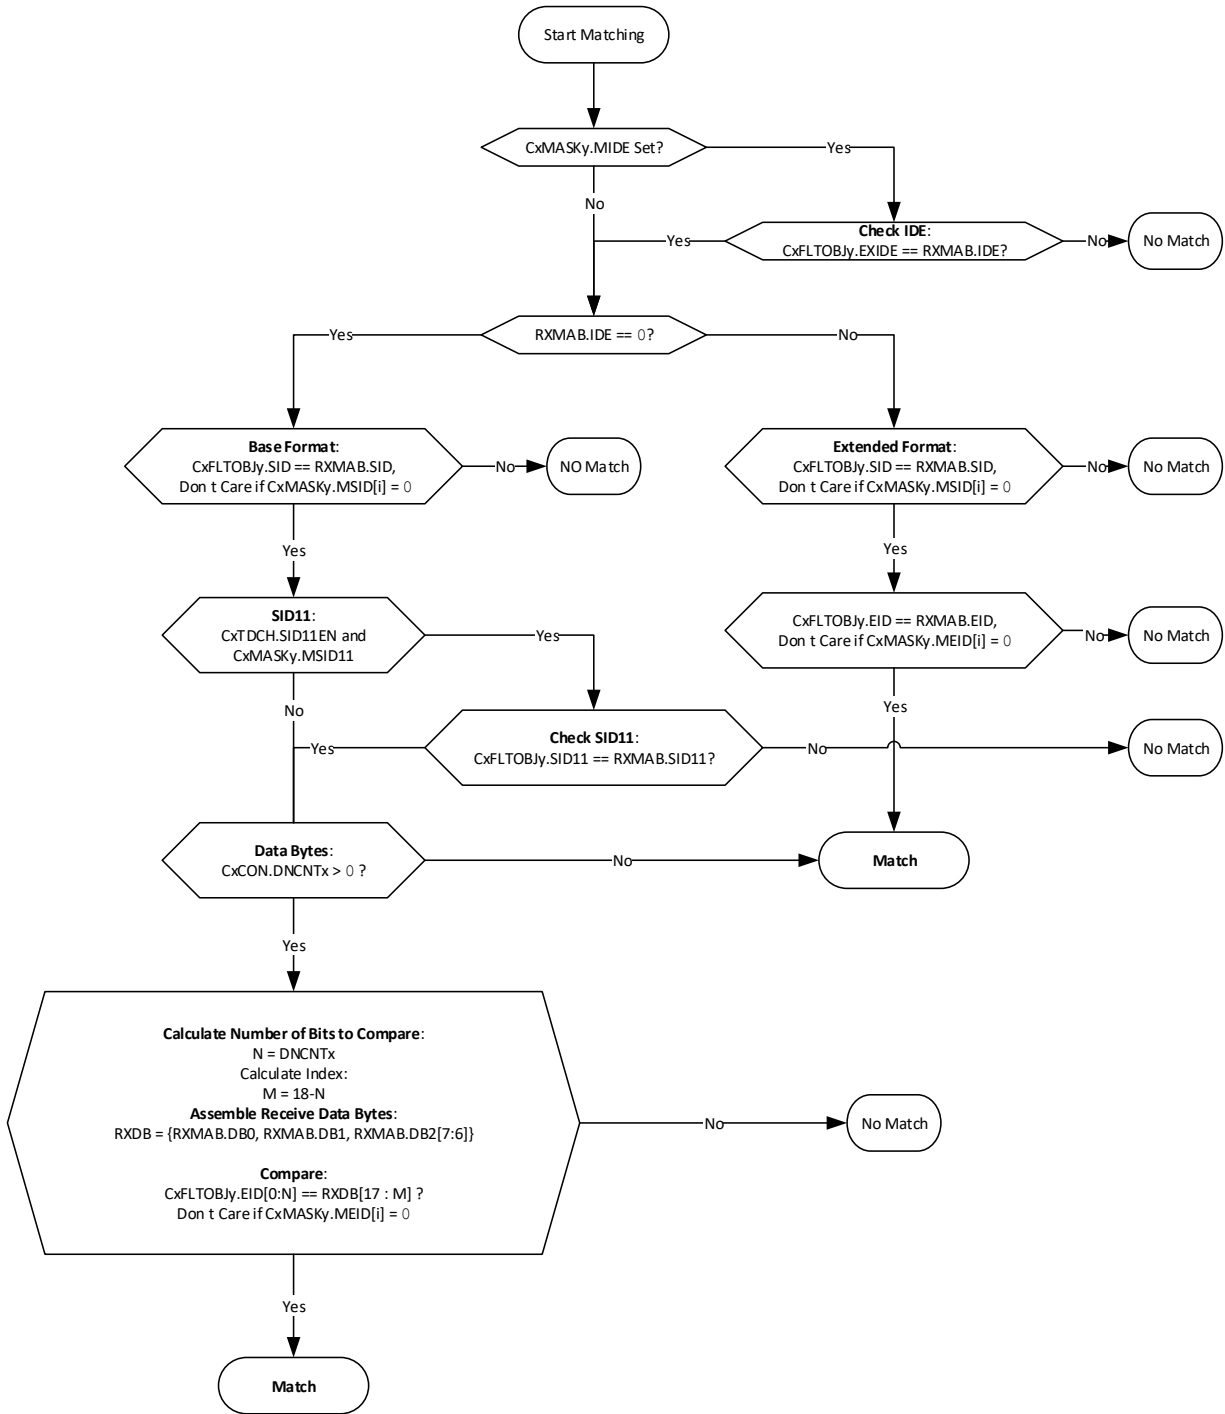 Start Matching
CxMASKy.MIDE Set?
Yes
No
Check IDE:
CxFLTOBJy.EXIDE == RXMAB.IDE?
Yes
No
No Match
RXMAB.IDE == 0?
Yes
No
Base Format:
CxFLTOBJy.SID == RXMAB.SID,
Don t Care if CxMASKy.MSID[i] = 0
No
NO Match
Extended Format:
CxFLTOBJy.SID == RXMAB.SID,
Don t Care if CxMASKy.MSID[i] = 0
No
No Match
Yes
Yes
SID11:
CxTDCH.SID11EN and
CxMASKy.MSID11
Yes
CxFLTOBJy.EID == RXMAB.EID,
Don t Care if CxMASKy.MEID[i] = 0
No
No Match
No
Yes
Check SID11:
CxFLTOBJy.SID11 == RXMAB.SID11?
Yes
No
No Match
Data Bytes:
CxCON.DNCNTx > 0 ?
No
Match
Yes
Calculate Number of Bits to Compare:
N = DNCNTx
Calculate Index:
M = 18-N
Assemble Receive Data Bytes:
RXDB = {RXMAB.DB0, RXMAB.DB1, RXMAB.DB2[7:6]}
Compare:
CxFLTOBJy.EID[0:N] == RXDB[17 : M] ?
Don t Care if CxMASKy.MEID[i] = 0
No
No Match
Yes
Match